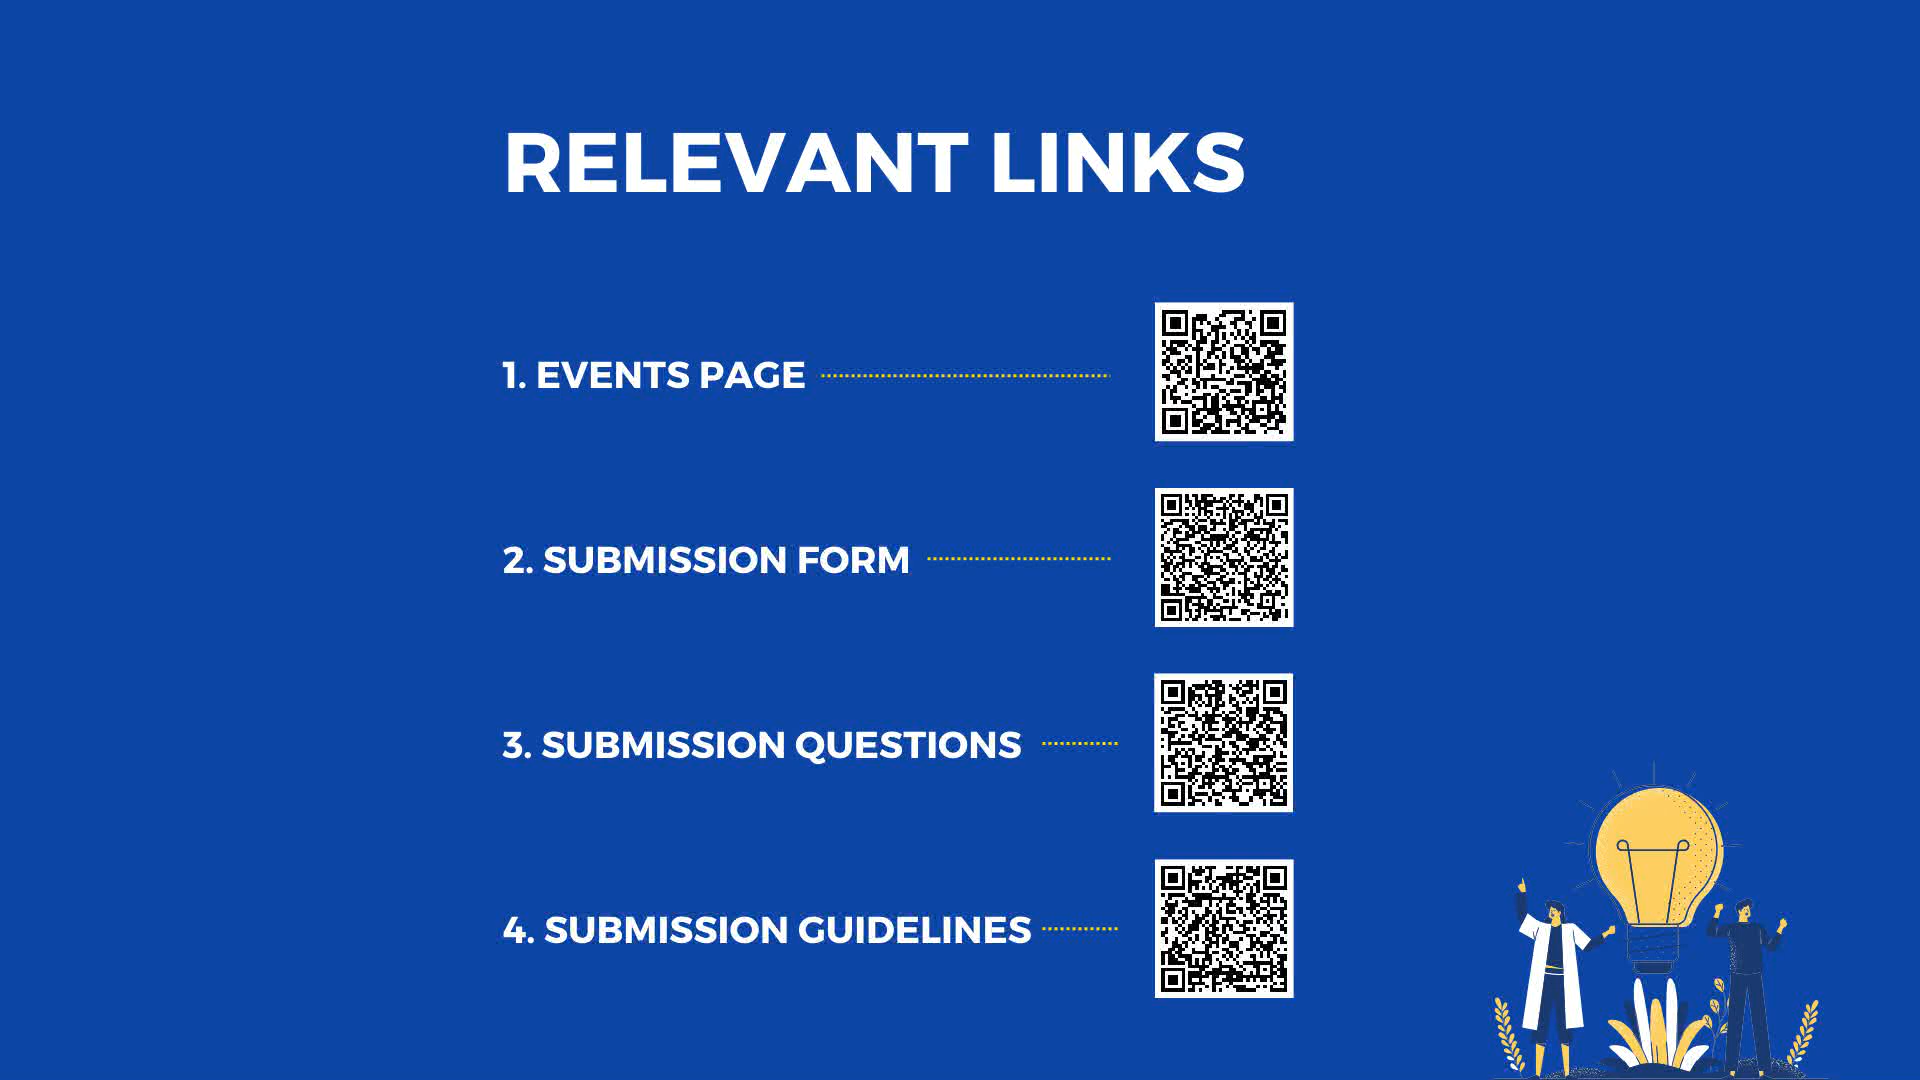 RELEVANT LINKS
1. EVENTS PAGE
2. SUBMISSION FORM
3. SUBMISSION QUESTIONS
4. SUBMISSION GUIDELINES